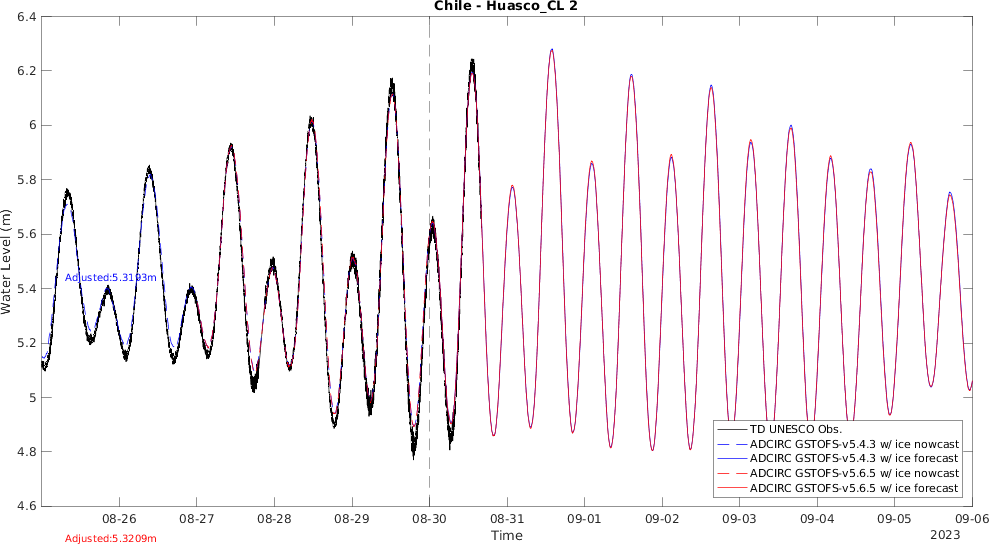 Chile - Huasco_CL 2
Water Level (m)
6.4
6.2
6
5.8
5.6
5.4
5.2
5
4.8
4.6
Adjusted:5.3193m
TD UNESCO Obs.
ADCIRC GSTOFS-v5.4.3 w/ ice nowcast
ADCIRC GSTOFS-v5.4.3 w/ ice forecast
ADCIRC GSTOFS-v5.6.5 w/ ice nowcast
ADCIRC GSTOFS-v5.6.5 w/ ice forecast
08-26 08-27 08-28 08-29 08-30 08-31 09-01 09-02 09-03 09-04 09-05 09-06
Adjusted:5.3209m
Time
2023